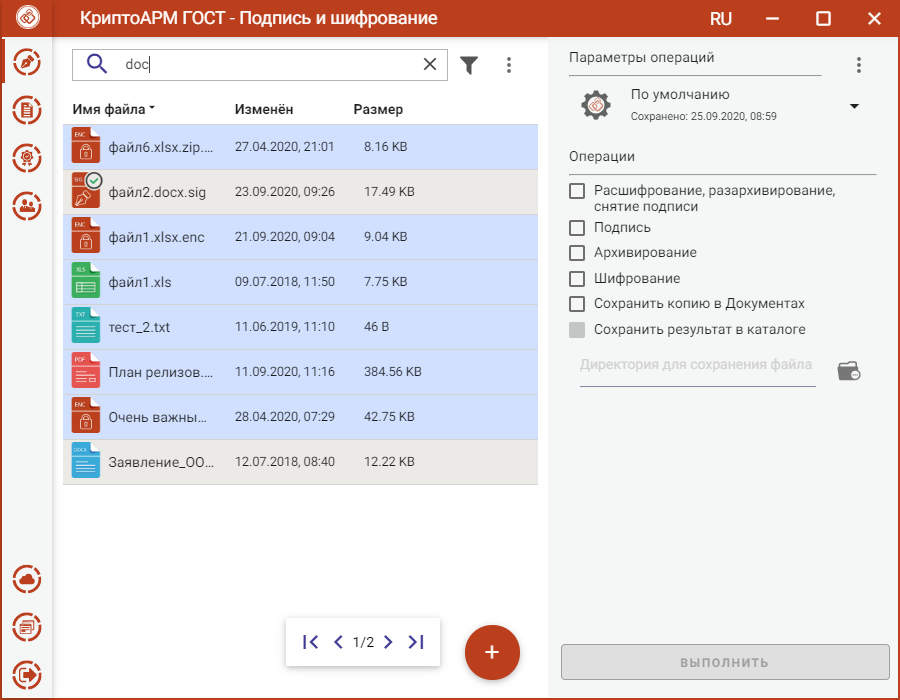 КриптоАРМ ГОСТ - Подпись и шифрование RU
doc
Имя файла Изменён Размер
ENC
файл6.xlsx.zip.... 27.04.2020, 21:01 8.16 KB
SIG
файл2.docx.sig 23.09.2020, 09:26 17.49 KB
ENC
файл1.xlsx.enc 21.09.2020, 09:04 9.04 KB
XLS
файл1.xls 09.07.2018, 11:50 7.75 KB
TXT
тест_2.txt 11.06.2019, 11:10 46 B
PDF
План релизов.... 11.09.2020, 11:16 384.56 KB
ENC
Очень важны... 28.04.2020, 07:29 42.75 KB
DOCX
Заявление_ОО... 12.07.2018, 08:40 12.22 KB
1/2
+
Параметры операций
По умолчанию
Сохранено: 25.09.2020, 08:59
Операции
Расшифрование, разархивирование,
снятие подписи
Подпись
Архивирование
Шифрование
Сохранить копию в Документах
Сохранить результат в каталоге
Директория для сохранения файла
ВЫПОЛНИТЬ